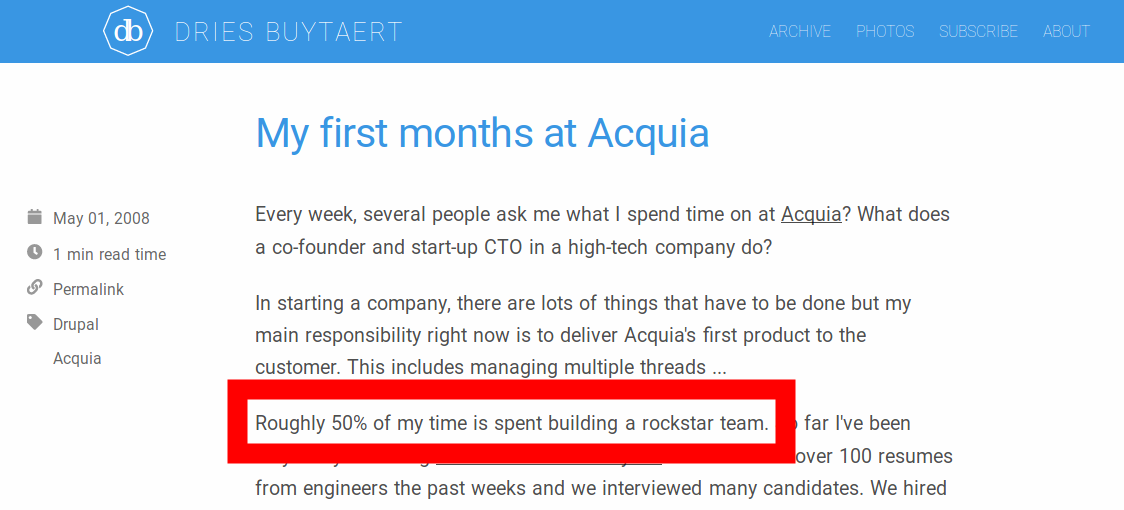 db DRIES BUYTAERT ARCHIVE PHOTOS SUBSCRIBE ABOUT
My first months at Acquia
May 01, 2008
1 min read time
Permalink
Drupal
Acquia
Every week, several people ask me what I spend time on at Acquia? What does
a co-founder and start-up CTO in a high-tech company do?
In starting a company, there are lots of things that have to be done but my
main responsibility right now is to deliver Acquia's first product to the
customer. This includes managing multiple threads ...
Roughly 50% of my time is spent building a rockstar team. far I've been
over 100 resumes
from engineers the past weeks and we interviewed many candidates. We hired